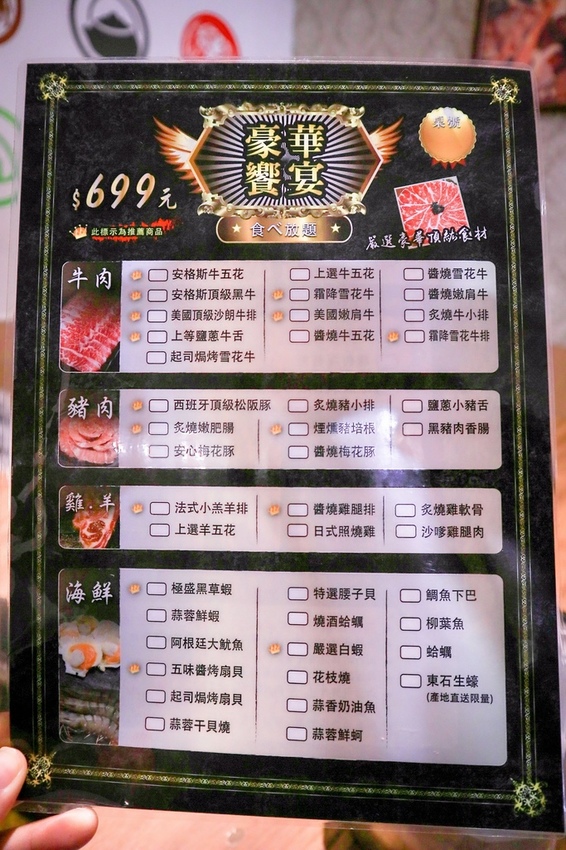 豪華
饗宴
桌號
$699元
此標示為推薦商品
食べ放題
嚴選豪華頂級食材
牛肉
安格斯牛五花
安格斯頂級黑牛
美國頂級沙朗牛排
上等鹽蔥牛舌
起司焗烤雪花牛
上選牛五花
霜降雪花牛
美國嫩肩牛
醬燒牛五花
醬燒雪花牛
醬燒嫩肩牛
炙燒牛小排
霜降雪花牛排
豬肉
西班牙頂級松阪豚
炙燒嫩肥腸
安心梅花豚
炙燒豬小排
煙燻豬培根
醬燒梅花豚
鹽蔥小豬舌
黑豬肉香腸
雞.羊
法式小羔羊排
上選羊五花
醬燒雞腿排
日式照燒雞
炙燒雞軟骨
沙嗲雞腿肉
海鮮
極盛黑草蝦
蒜蓉鮮蝦
阿根廷大魷魚
五味醬烤扇貝
起司焗烤扇貝
蒜蓉干貝燒
特選腰子貝
燒酒蛤蠣
嚴選白蝦
花枝燒
蒜香奶油魚
蒜蓉鮮蚵
鯛魚下巴
柳葉魚
蛤蠣
東石生蠔
(產地直送限量)